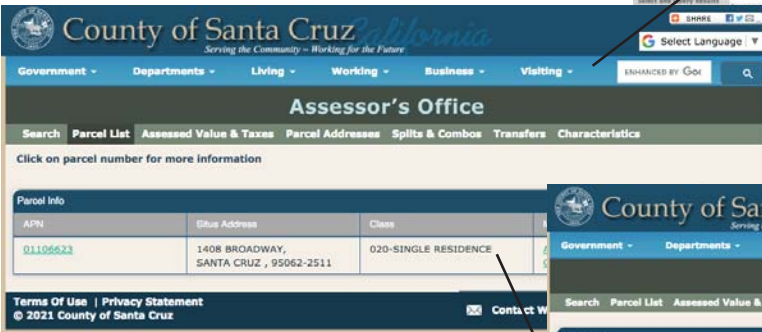 SHARE
County of Santa Cruz California
Serving the Community – Working for the Future
Select Language
Government Departments Living Working Business Visiting
ENHANCED BY
Assessor's Office
Search Parcel List Assessed Value & Taxes Parcel Addresses Splits & Combos Transfers Characteristics
Click on parcel number for more information
Parcel Info
APN Situs Address Class
01106623 1408 BROADWAY, 020-SINGLE RESIDENCE
SANTA CRUZ , 95062-2511
Terms Of Use | Privacy Statement
© 2021 County of Santa Cruz
Contact
County of Sa
Serving
Government Departments
Search Parcel List Assessed Value &